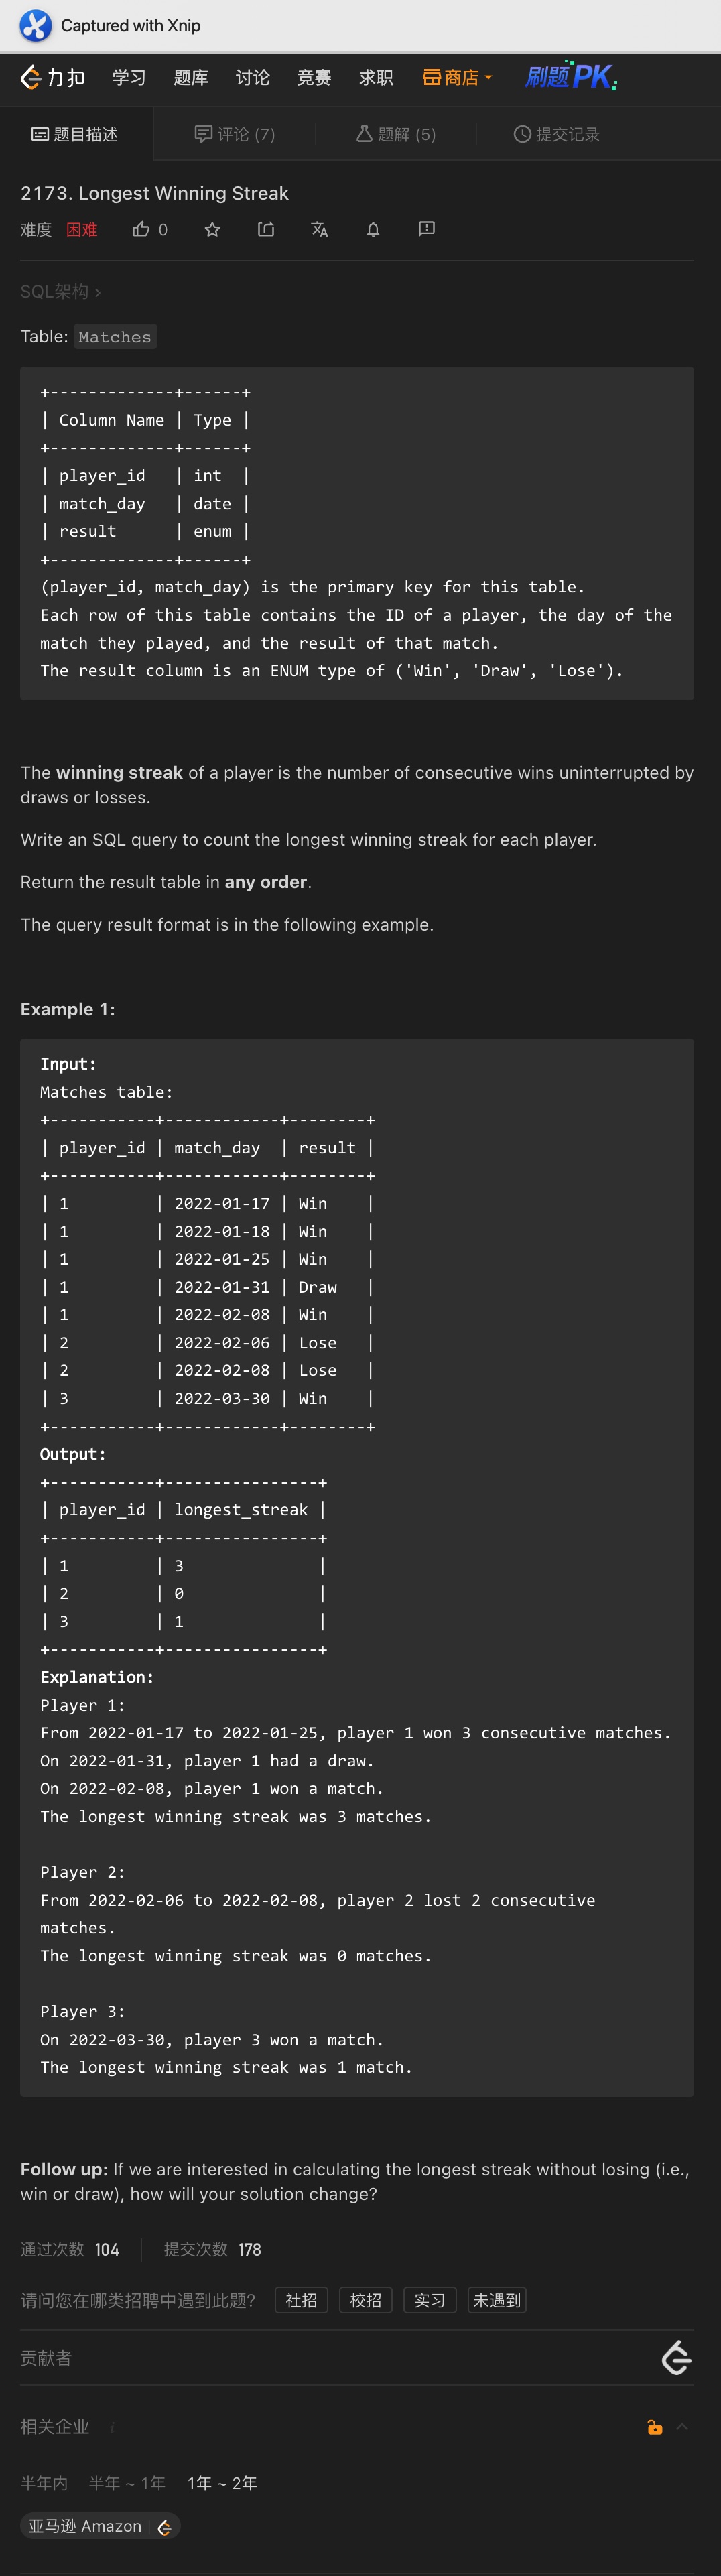 Captured with Xnip
力扣 学习 题库 讨论 竞赛 求职 商店 刷题PK
题目描述 评论 (7) 题解 (5) 提交记录
2173. Longest Winning Streak
难度 困难 0
SQL架构 >
Table: Matches
+-------------+------+
| Column Name | Type |
+-------------+------+
| player_id   | int  |
| match_day   | date |
| result      | enum |
+-------------+------+
(player_id, match_day) is the primary key for this table.
Each row of this table contains the ID of a player, the day of the
match they played, and the result of that match.
The result column is an ENUM type of ('Win', 'Draw', 'Lose').
The winning streak of a player is the number of consecutive wins uninterrupted by
draws or losses.
Write an SQL query to count the longest winning streak for each player.
Return the result table in any order.
The query result format is in the following example.
Example 1:
Input:
Matches table:
+-----------+------------+--------+
| player_id | match_day  | result |
+-----------+------------+--------+
| 1         | 2022-01-17 | Win    |
| 1         | 2022-01-18 | Win    |
| 1         | 2022-01-25 | Win    |
| 1         | 2022-01-31 | Draw   |
| 1         | 2022-02-08 | Win    |
| 2         | 2022-02-06 | Lose   |
| 2         | 2022-02-08 | Lose   |
| 3         | 2022-03-30 | Win    |
+-----------+------------+--------+
Output:
+-----------+----------------+
| player_id | longest_streak |
+-----------+----------------+
| 1         | 3              |
| 2         | 0              |
| 3         | 1              |
+-----------+----------------+
Explanation:
Player 1:
From 2022-01-17 to 2022-01-25, player 1 won 3 consecutive matches.
On 2022-01-31, player 1 had a draw.
On 2022-02-08, player 1 won a match.
The longest winning streak was 3 matches.
Player 2:
From 2022-02-06 to 2022-02-08, player 2 lost 2 consecutive
matches.
The longest winning streak was 0 matches.
Player 3:
On 2022-03-30, player 3 won a match.
The longest winning streak was 1 match.
Follow up: If we are interested in calculating the longest streak without losing (i.e.,
win or draw), how will your solution change?
通过次数 104 提交次数 178
请问您在哪类招聘中遇到此题? 社招 校招 实习 未遇到
贡献者
相关企业 i
半年内 半年 ~ 1年 1年 ~ 2年
亚马逊 Amazon